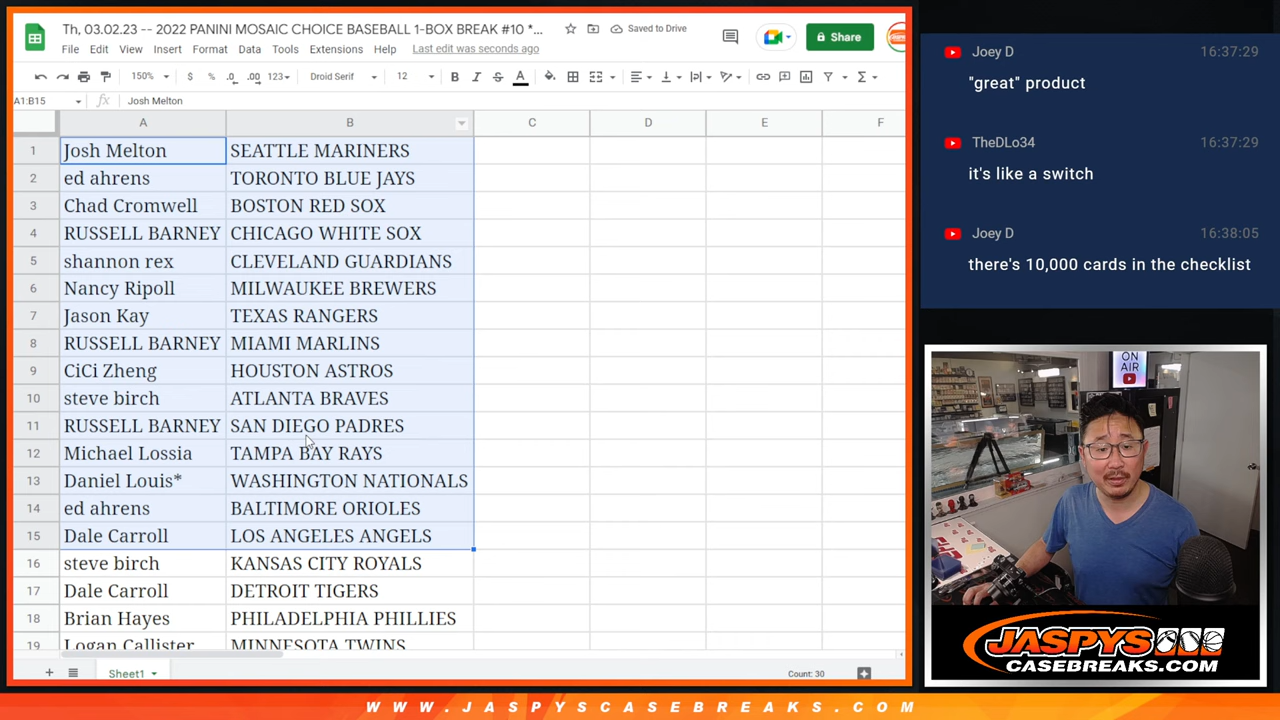 Th, 03.02.23 -- 2022 PANINI MOSAIC CHOICE BASEBALL 1-BOX BREAK #10 *...
Saved to Drive
Share
File Edit View Insert Format Data Tools Extensions Help Last edit was seconds ago
150% $ % .0 .00 123 Droid Serif 12 B I S A
A1:B15 fx Josh Melton
A B C D E F
1 Josh Melton SEATTLE MARINERS
2 ed ahrens TORONTO BLUE JAYS
3 Chad Cromwell BOSTON RED SOX
4 RUSSELL BARNEY CHICAGO WHITE SOX
5 shannon rex CLEVELAND GUARDIANS
6 Nancy Ripoll MILWAUKEE BREWERS
7 Jason Kay TEXAS RANGERS
8 RUSSELL BARNEY MIAMI MARLINS
9 CiCi Zheng HOUSTON ASTROS
10 steve birch ATLANTA BRAVES
11 RUSSELL BARNEY SAN DIEGO PADRES
12 Michael Lossia TAMPA BAY RAYS
13 Daniel Louis* WASHINGTON NATIONALS
14 ed ahrens BALTIMORE ORIOLES
15 Dale Carroll LOS ANGELES ANGELS
16 steve birch KANSAS CITY ROYALS
17 Dale Carroll DETROIT TIGERS
18 Brian Hayes PHILADELPHIA PHILLIES
19 Logan Callister MINNESOTA TWINS
Sheet1
Count: 30
Joey D 16:37:29
"great" product
TheDLo34 16:37:29
it's like a switch
Joey D 16:38:05
there's 10,000 cards in the checklist
ON
AIR
JASPYS
CASEBREAKS.COM
WWW.JASPYSCASEBREAKS.COM